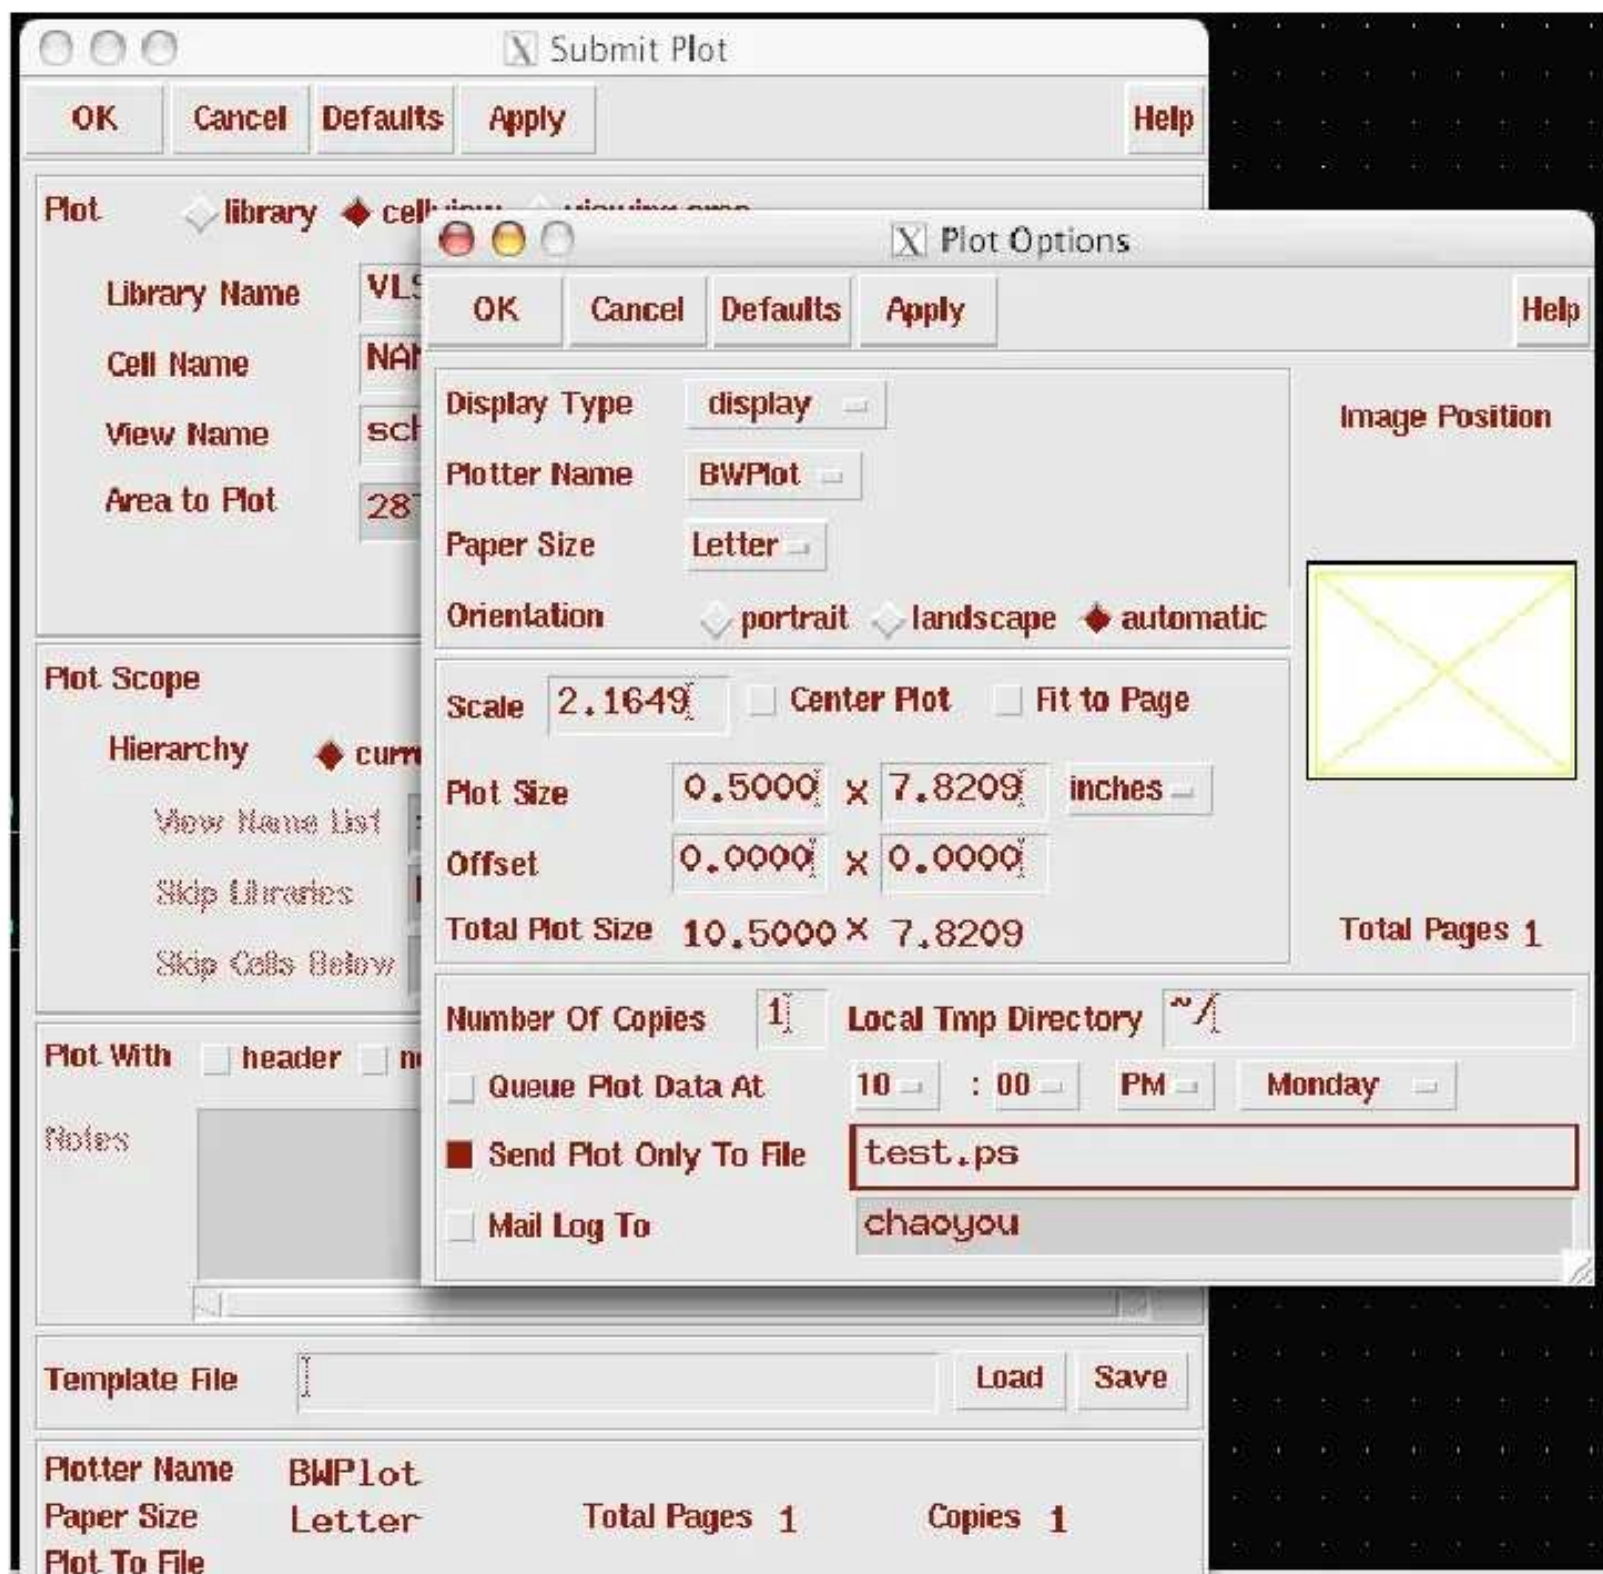 X Submit Plot
OK Cancel Defaults Apply Help
Plot library
X Plot Options
OK Cancel Defaults Apply Help
Library Name VLS
Cell Name NAN
View Name sch
Area to Plot 287
Display Type display
Image Position
Plotter Name BWPlot
Paper Size Letter
Orientation portrait landscape automatic
Plot Scope
Hierarchy curre
View Name List
Skip Libraries
Skip Cells Below
Scale 2.1649 Center Plot Fit to Page
Plot Size 0.5000 x 7.8209 inches
Offset 0.0000 x 0.0000
Total Plot Size 10.5000 x 7.8209
Total Pages 1
Plot With header
Notes
Number Of Copies 1 Local Tmp Directory ~/
Queue Plot Data At 10 : 00 PM Monday
Send Plot Only To File test.ps
Mail Log To chaoyou
Template File Load Save
Plotter Name BWPlot
Paper Size Letter Total Pages 1 Copies 1
Plot To File